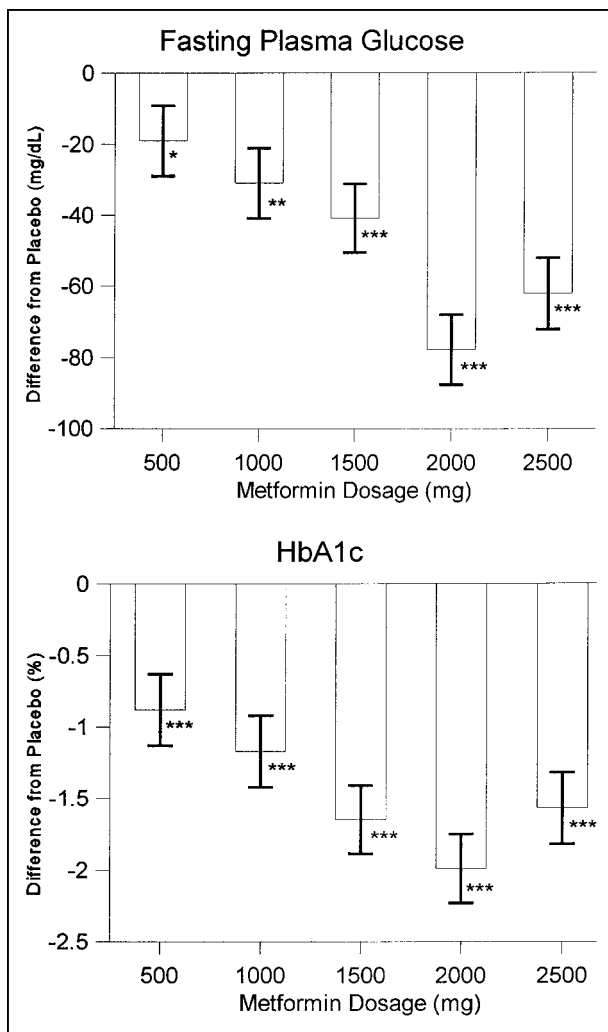 Fasting Plasma Glucose
Difference from Placebo (mg/dL)
0
-20
-40
-60
-80
-100
*
**
***
***
***
500 1000 1500 2000 2500
Metformin Dosage (mg)
HbA1c
Difference from Placebo (%)
0
-0.5
-1
-1.5
-2
-2.5
***
***
***
***
***
500 1000 1500 2000 2500
Metformin Dosage (mg)